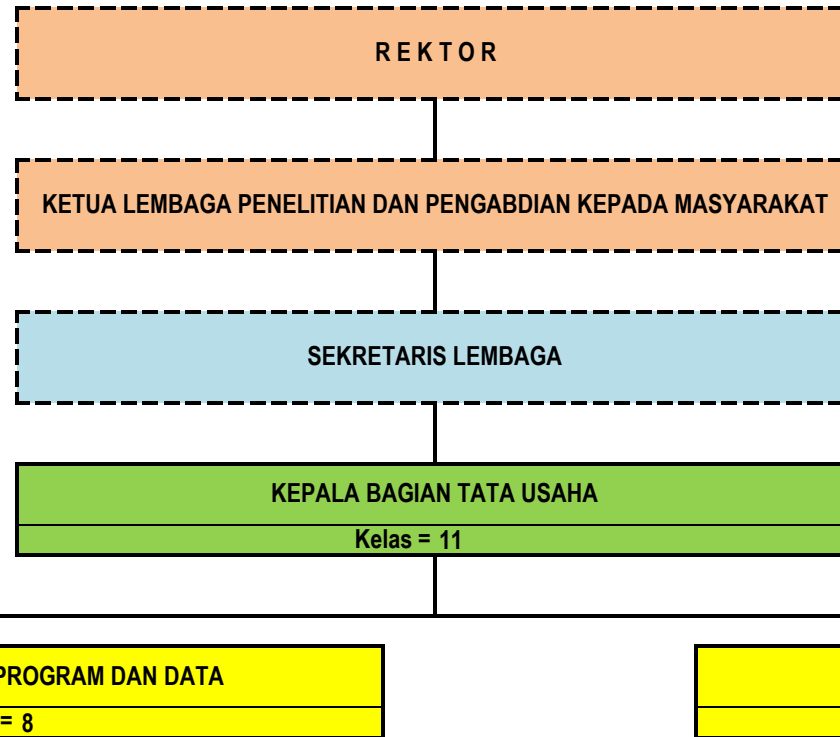 R E K T O R
KETUA LEMBAGA PENELITIAN DAN PENGABDIAN KEPADA MASYARAKAT
SEKRETARIS LEMBAGA
KEPALA BAGIAN TATA USAHA
Kelas = 11
PROGRAM DAN DATA
= 8